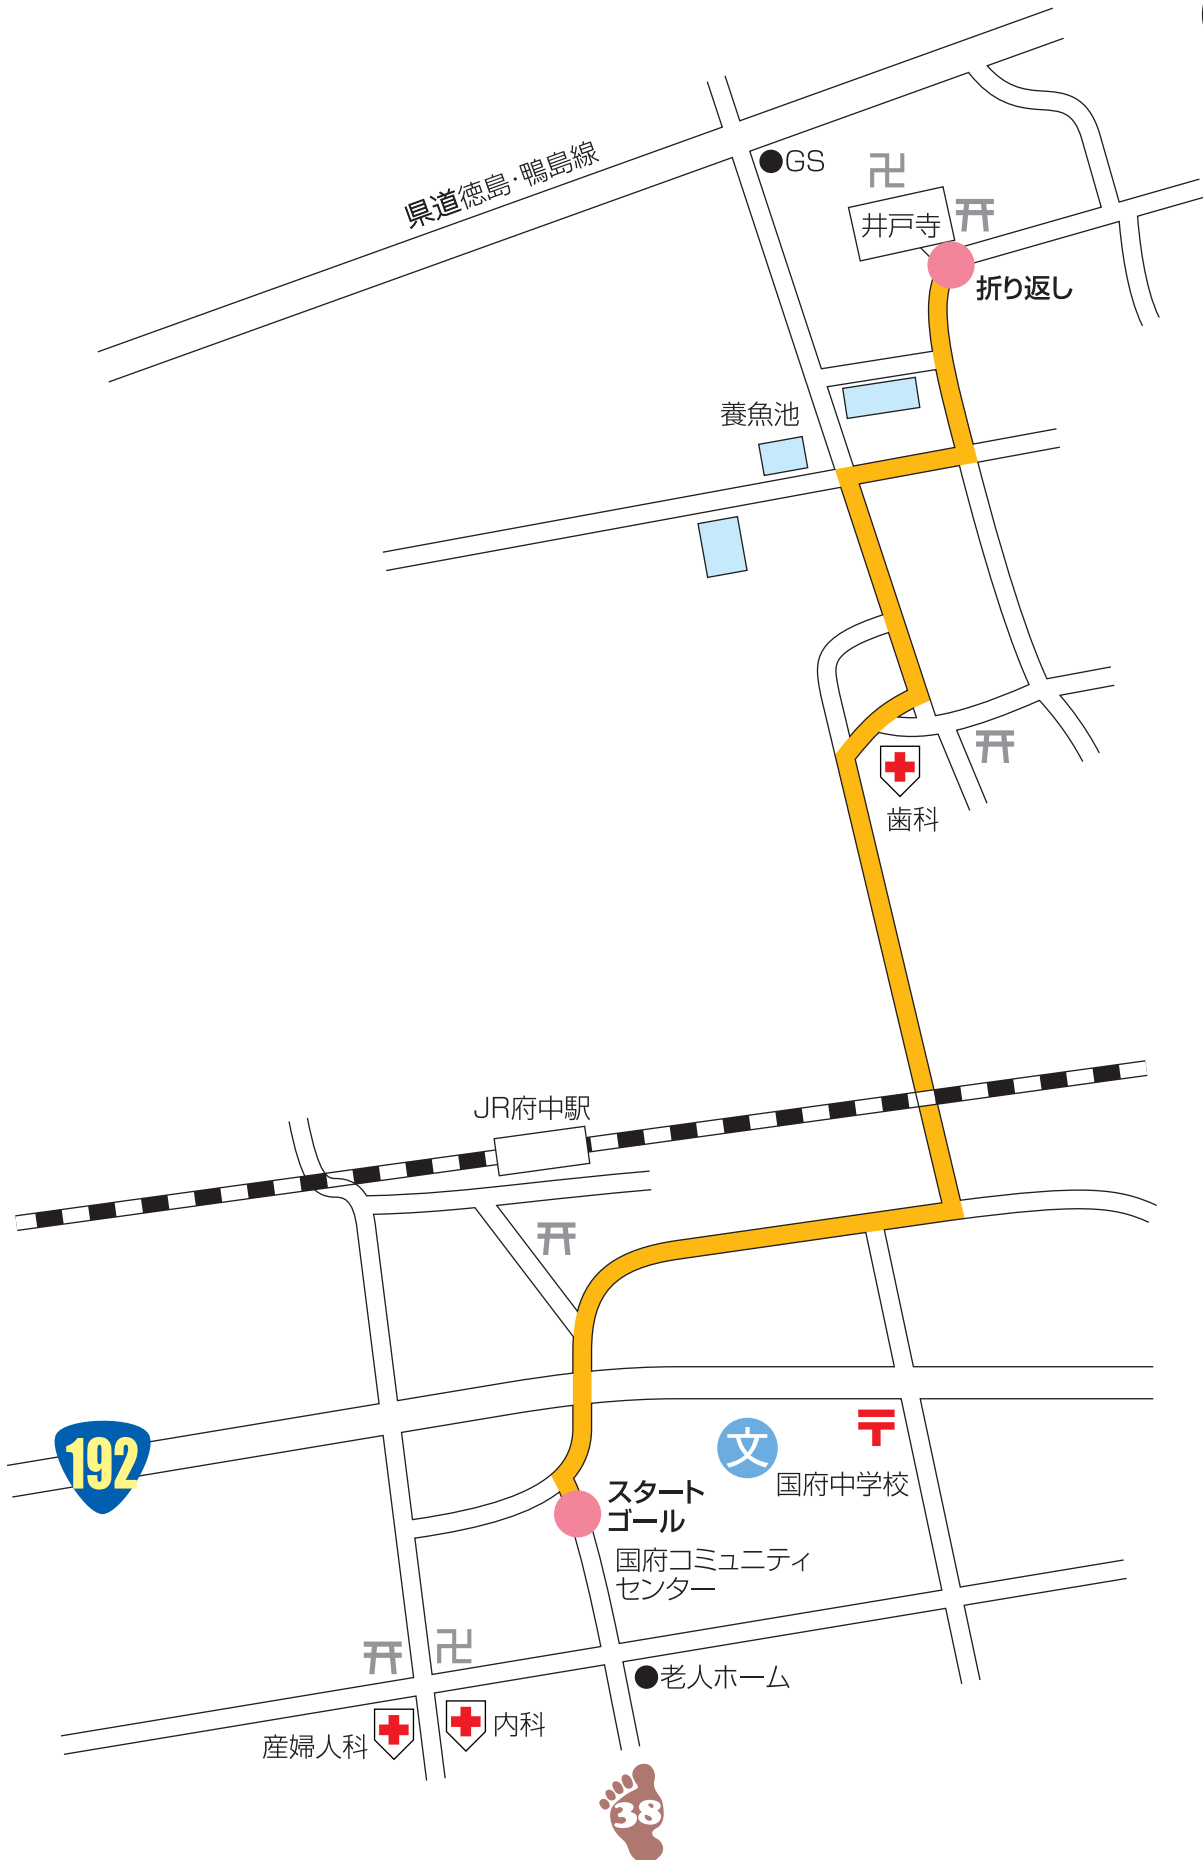 GS
県道徳島・鴨島線
井戸寺
折り返し
養魚池
歯科
JR府中駅
192
文
国府中学校
スタート
ゴール
国府コミュニティ
センター
老人ホーム
産婦人科
内科
38